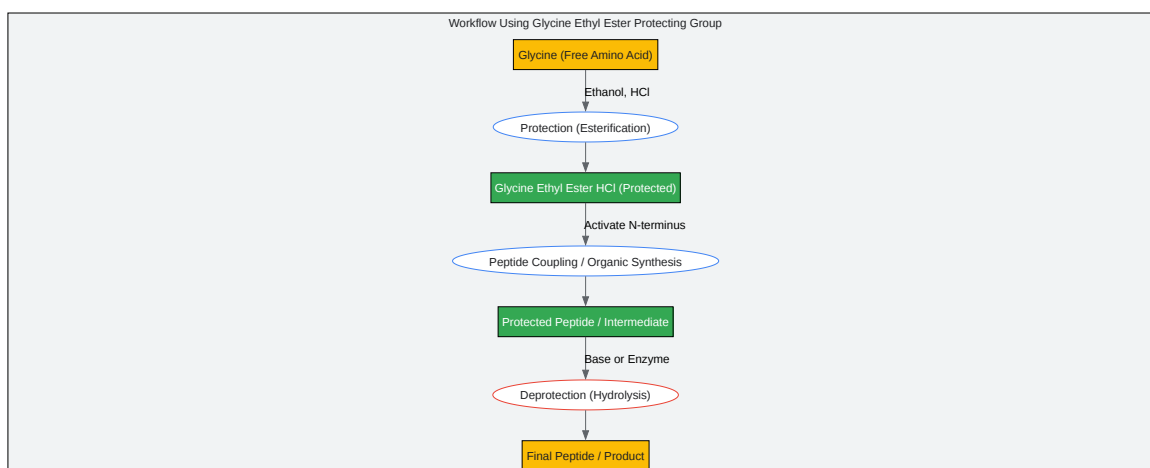 Workflow Using Glycine Ethyl Ester Protecting Group
Glycine (Free Amino Acid)
Ethanol, HCl
Protection (Esterification)
Glycine Ethyl Ester HCl (Protected)
Activate N-terminus
Peptide Coupling / Organic Synthesis
Protected Peptide / Intermediate
Base or Enzyme
Deprotection (Hydrolysis)
Final Peptide / Product